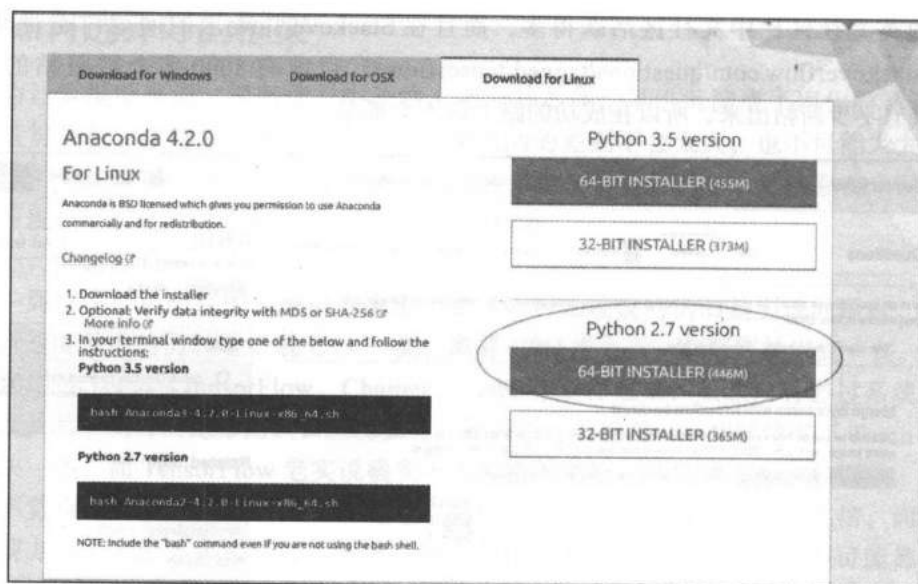 Download for Windows
Download for OSX
Download for Linux
Anaconda 4.2.0
For Linux
Anaconda is BSD licensed which gives you permission to use Anaconda
commercially and for redistribution.
Changelog
1. Download the installer
2. Optional: Verify data integrity with MD5 or SHA-256
More info
3. In your terminal window type one of the below and follow the
instructions:
Python 3.5 version
bash Anaconda3-4.2.0-Linux-x86_64.sh
Python 2.7 version
bash Anaconda2-4.2.0-Linux-x86_64.sh
NOTE: Include the "bash" command even if you are not using the bash shell.
Python 3.5 version
64-BIT INSTALLER (455M)
32-BIT INSTALLER (373M)
Python 2.7 version
64-BIT INSTALLER (446M)
32-BIT INSTALLER (365M)